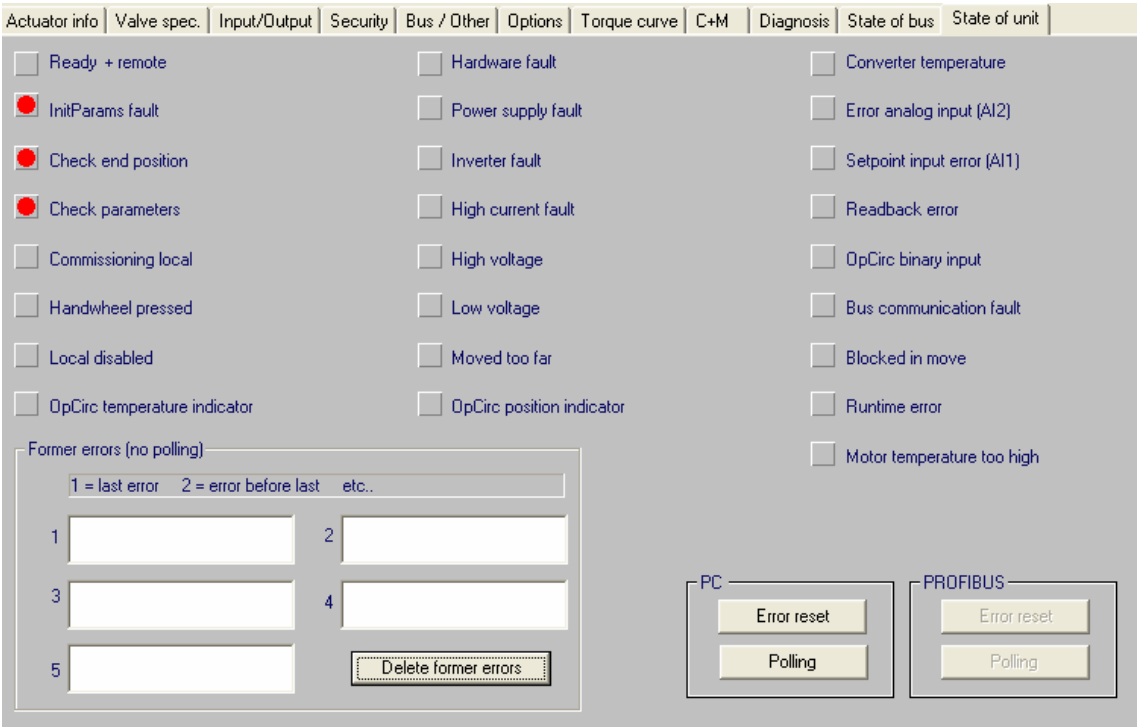 Actuator info Valve spec. Input/Output Security Bus / Other Options Torque curve C+M Diagnosis State of bus State of unit
Ready + remote Hardware fault Converter temperature
InitParams fault Power supply fault Error analog input (AI2)
Check end position Inverter fault Setpoint input error (AI1)
Check parameters High current fault Readback error
Commissioning local High voltage OpCirc binary input
Handwheel pressed Low voltage Bus communication fault
Local disabled Moved too far Blocked in move
OpCirc temperature indicator OpCirc position indicator Runtime error
Motor temperature too high
Former errors (no polling)
1 = last error 2 = error before last etc..
1 2
3 4
5 Delete former errors
PC
Error reset
Polling
PROFIBUS
Error reset
Polling